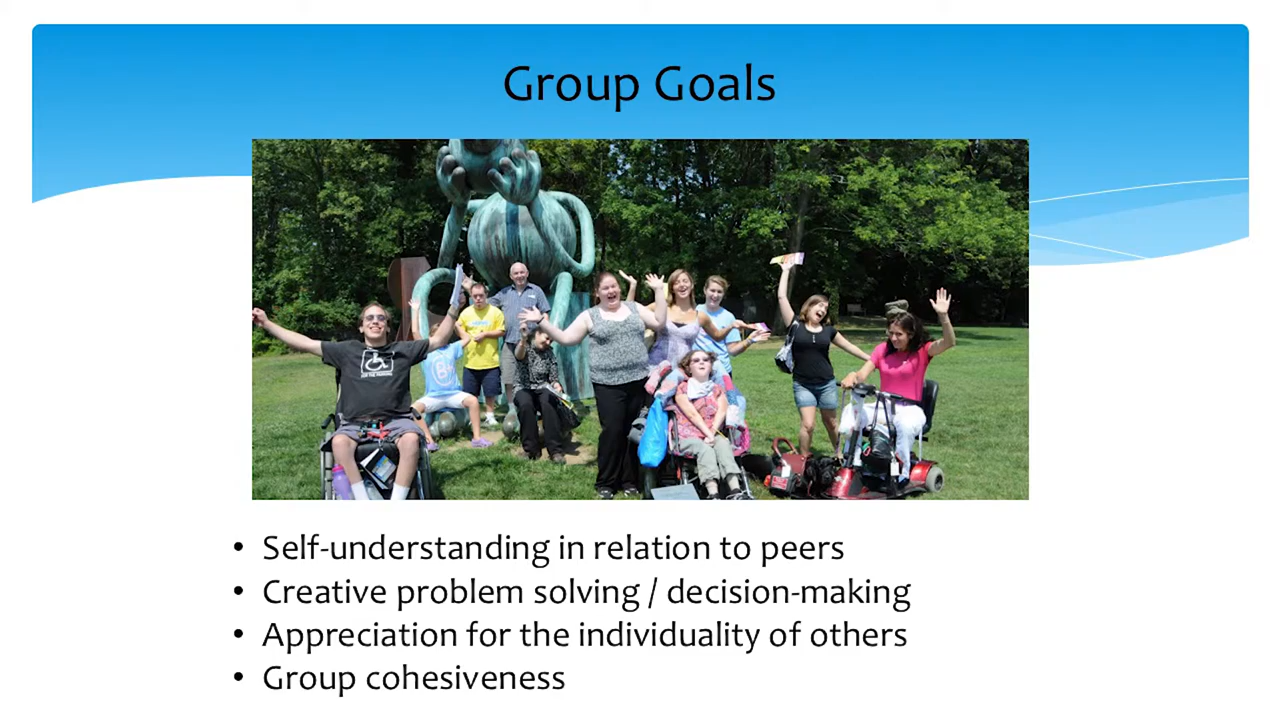 Group Goals
• Self-understanding in relation to peers
• Creative problem solving / decision-making
• Appreciation for the individuality of others
• Group cohesiveness